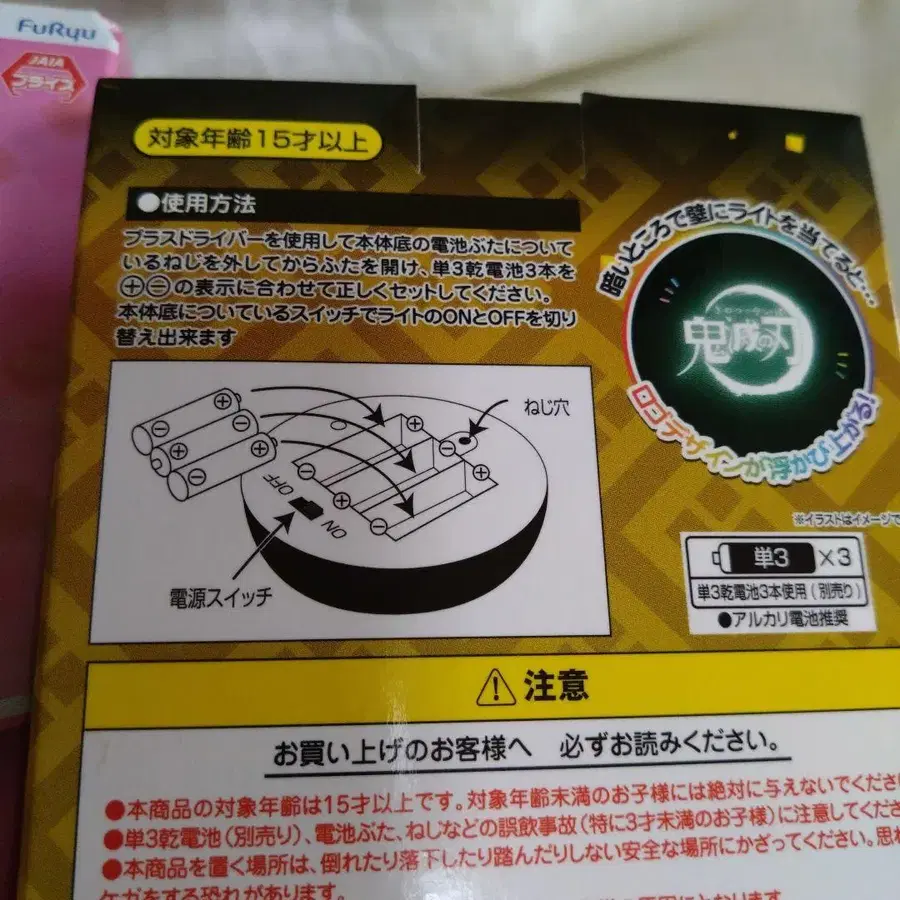 FuRyu
JAIA
プライズ
対象年齢15才以上
●使用方法
プラスドライバーを使用して本体底の電池ぶたについて
いるねじを外してからふたを開け、単3乾電池3本を
⊕⊖の表示に合わせて正しくセットしてください。
本体底についているスイッチでライトのONとOFFを切り
替え出来ます
暗いところで壁にライトを当てると…
鬼滅の刃
ロゴデザインが浮かび上がる!
※イラストはイメージで
ねじ穴
OFF
ON
電源スイッチ
単3 ×3
単3乾電池3本使用(別売り)
●アルカリ電池推奨
注意
お買い上げのお客様へ 必ずお読みください。
●本商品の対象年齢は15才以上です。対象年齢未満のお子様には絶対に与えないでくださ
●単3乾電池(別売り)、電池ぶた、ねじなどの誤飲事故(特に3才未満のお子様)に注意してくださ
●本商品を置く場所は、倒れたり落下したり踏んだりしない安全な場所にかざってください。思わ
ケガをする恐れがあります。